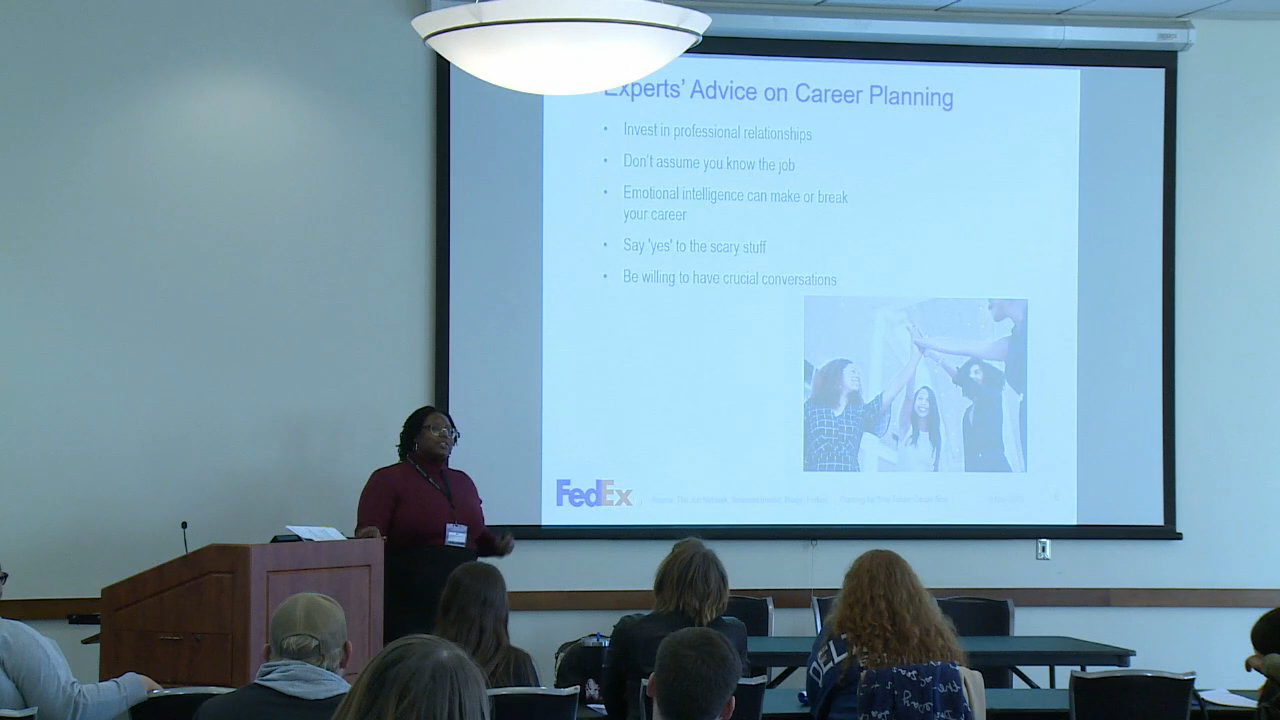 Experts' Advice on Career Planning
• Invest in professional relationships
• Don't assume you know the job
• Emotional intelligence can make or break
your career
• Say 'yes' to the scary stuff
• Be willing to have crucial conversations
FedEx
DEL